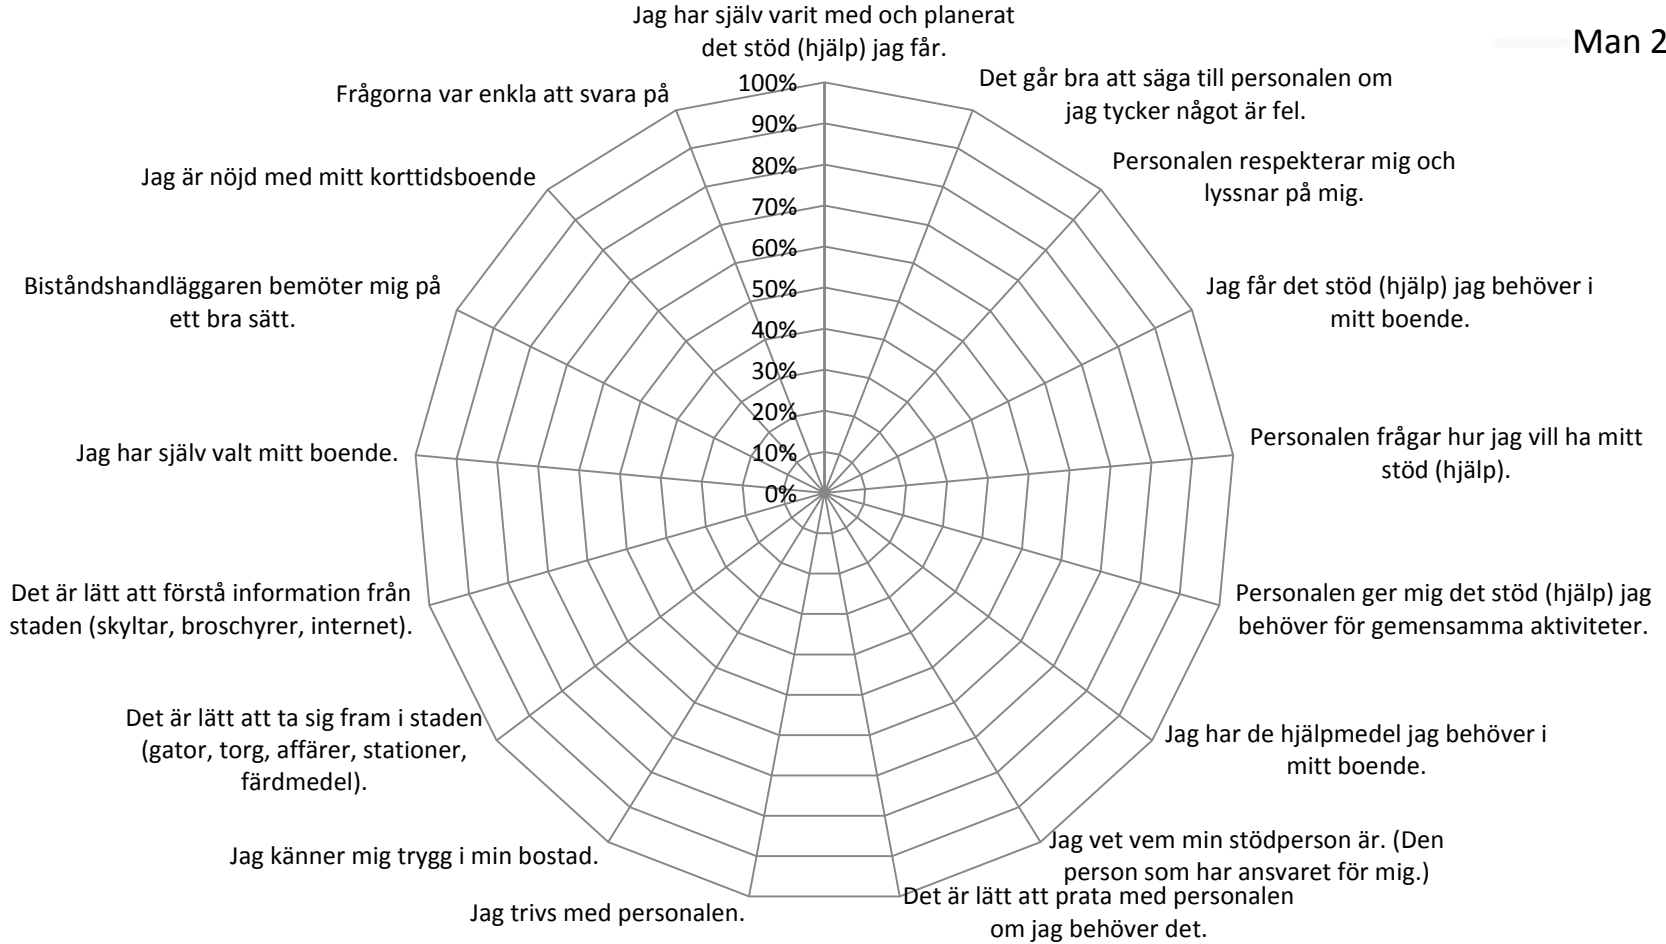 Jag har själv varit med och planerat
det stöd (hjälp) jag får.
Man 2
Det går bra att säga till personalen om
jag tycker något är fel.
Personalen respekterar mig och
lyssnar på mig.
Jag får det stöd (hjälp) jag behöver i
mitt boende.
Personalen frågar hur jag vill ha mitt
stöd (hjälp).
Personalen ger mig det stöd (hjälp) jag
behöver för gemensamma aktiviteter.
Jag har de hjälpmedel jag behöver i
mitt boende.
Jag vet vem min stödperson är. (Den
person som har ansvaret för mig.)
Det är lätt att prata med personalen
om jag behöver det.
Jag trivs med personalen.
Jag känner mig trygg i min bostad.
Det är lätt att ta sig fram i staden
(gator, torg, affärer, stationer,
färdmedel).
Det är lätt att förstå information från
staden (skyltar, broschyrer, internet).
Jag har själv valt mitt boende.
Biståndshandläggaren bemöter mig på
ett bra sätt.
Jag är nöjd med mitt korttidsboende
Frågorna var enkla att svara på
100%
90%
80%
70%
60%
50%
40%
30%
20%
10%
0%